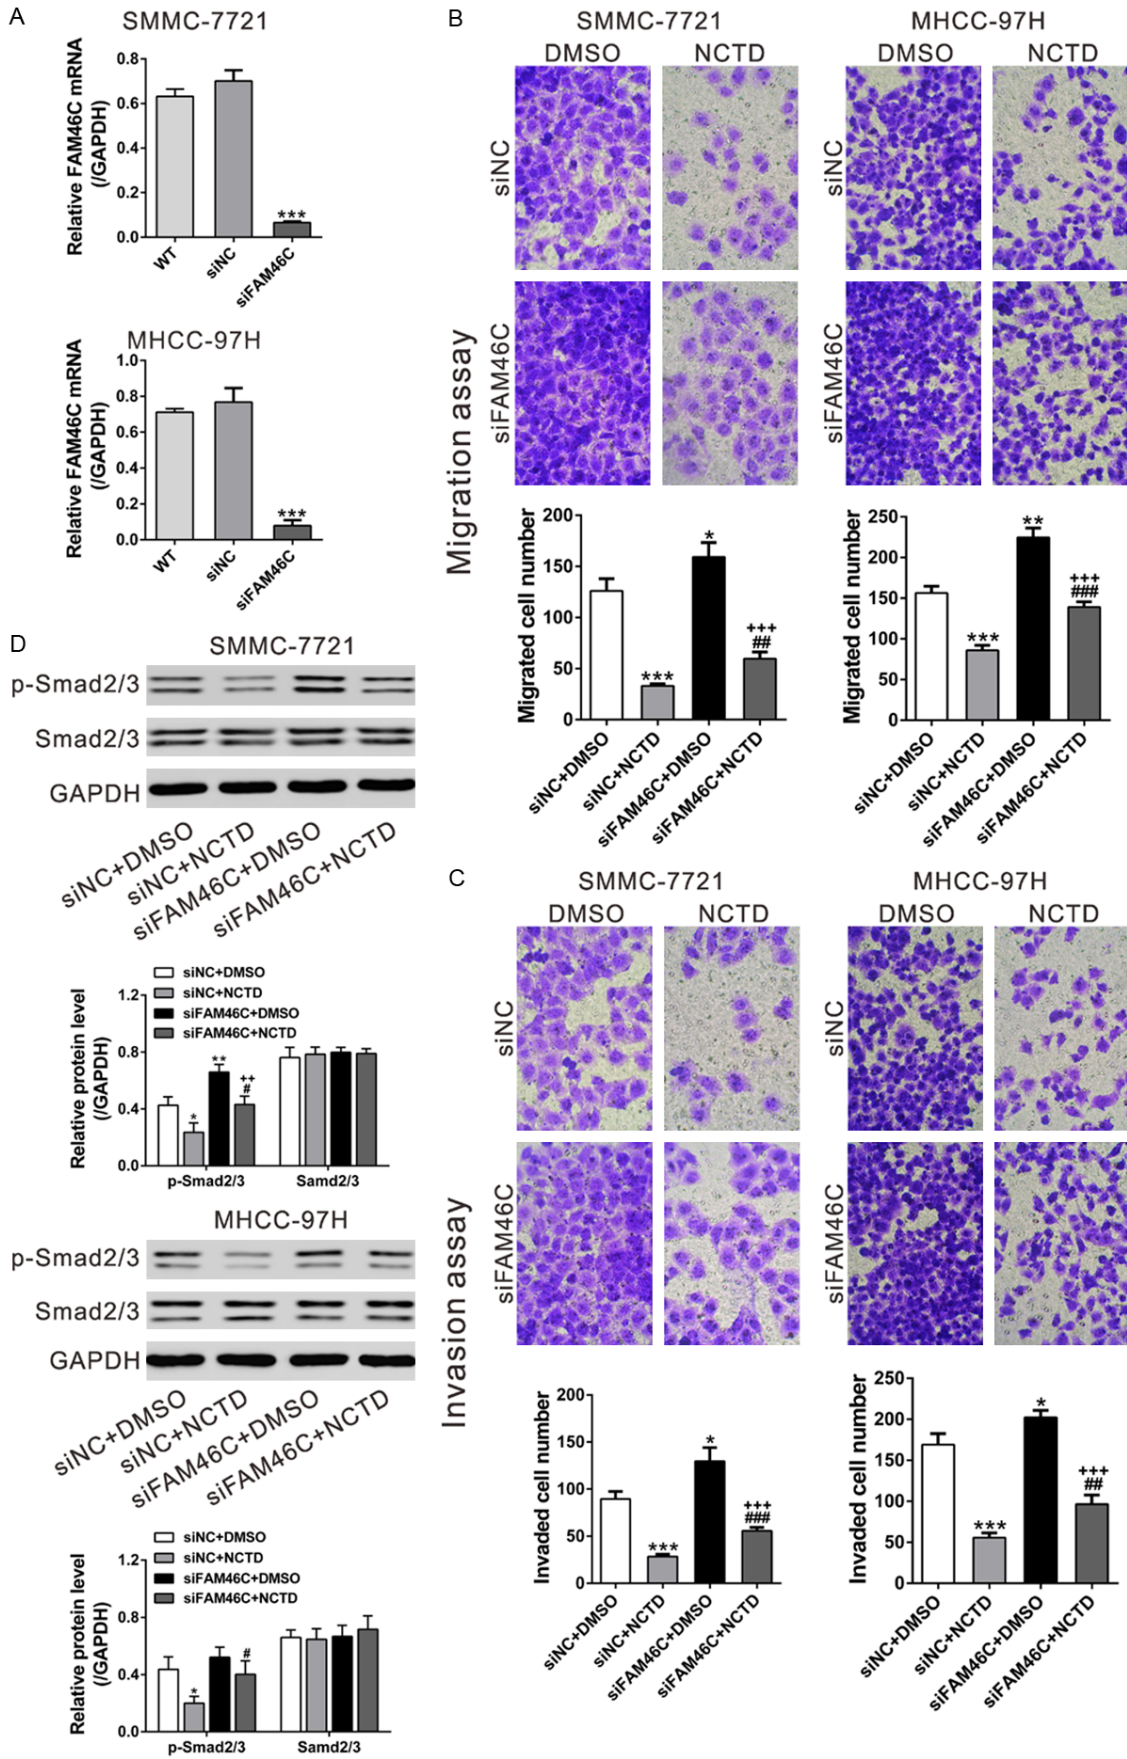 A
SMMC-7721
Relative FAM46C mRNA
(/GAPDH)
0.8
0.6
0.4
0.2
0.0
***
WT
siNC
siFAM46C
MHCC-97H
Relative FAM46C mRNA
(/GAPDH)
1.0
0.8
0.6
0.4
0.2
0.0
***
WT
siNC
siFAM46C
B
SMMC-7721
MHCC-97H
DMSO
NCTD
DMSO
NCTD
siNC
siNC
siFAM46C
siFAM46C
Migration assay
Migrated cell number
200
150
100
50
0
***
*
+++
##
siNC+DMSO
siNC+NCTD
siFAM46C+DMSO
siFAM46C+NCTD
Migrated cell number
250
200
150
100
50
0
***
**
+++
###
siNC+DMSO
siNC+NCTD
siFAM46C+DMSO
siFAM46C+NCTD
D
SMMC-7721
p-Smad2/3
Smad2/3
GAPDH
siNC+DMSO
siNC+NCTD
siFAM46C+DMSO
siFAM46C+NCTD
siNC+DMSO
siNC+NCTD
siFAM46C+DMSO
siFAM46C+NCTD
Relative protein level
(/GAPDH)
1.2
0.8
0.4
0.0
*
**
++
#
p-Smad2/3
Samd2/3
MHCC-97H
p-Smad2/3
Smad2/3
GAPDH
siNC+DMSO
siNC+NCTD
siFAM46C+DMSO
siFAM46C+NCTD
siNC+DMSO
siNC+NCTD
siFAM46C+DMSO
siFAM46C+NCTD
Relative protein level
(/GAPDH)
1.2
0.8
0.4
0.0
*
#
p-Smad2/3
Samd2/3
C
SMMC-7721
MHCC-97H
DMSO
NCTD
DMSO
NCTD
siNC
siNC
siFAM46C
siFAM46C
Invasion assay
Invaded cell number
200
150
100
50
0
***
*
+++
###
siNC+DMSO
siNC+NCTD
siFAM46C+DMSO
siFAM46C+NCTD
Invaded cell number
250
200
150
100
50
0
***
*
+++
##
siNC+DMSO
siNC+NCTD
siFAM46C+DMSO
siFAM46C+NCTD